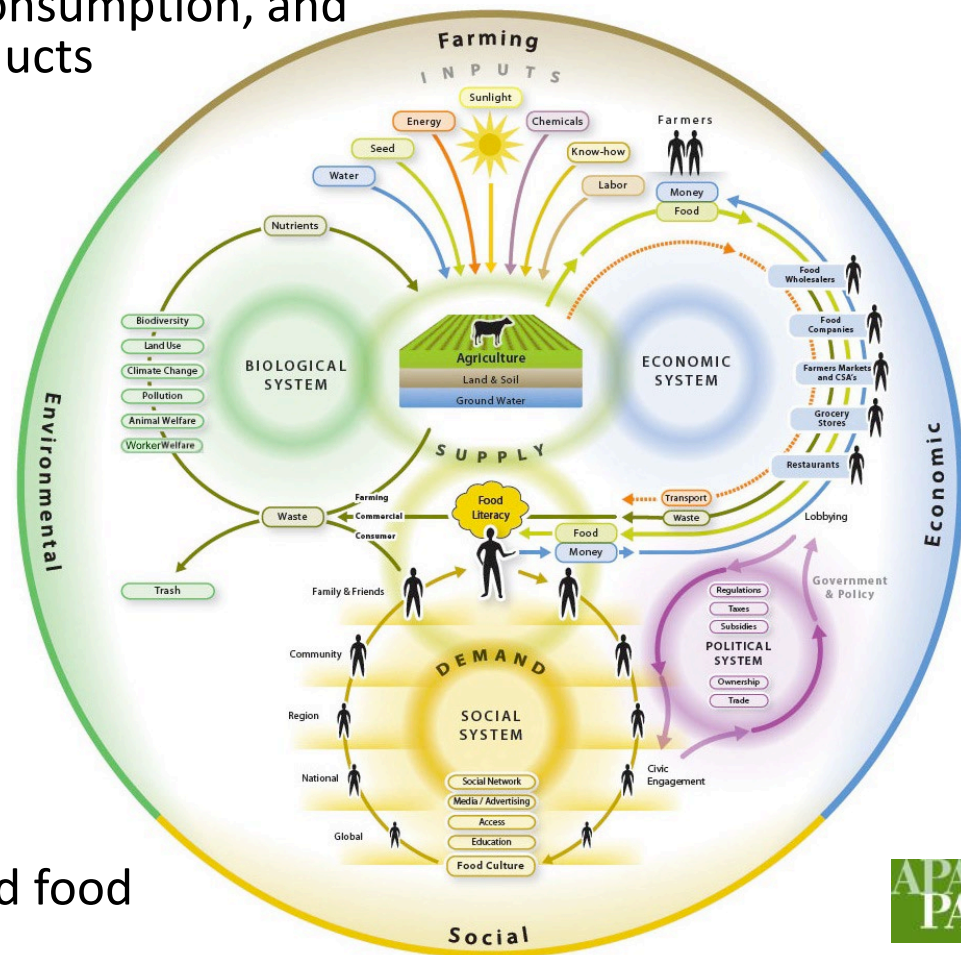 onsumption, and
ucts
Farming
INPUTS
Sunlight
Energy
Chemicals
Farmers
Seed
Know-how
Water
Labor
Money
Food
Nutrients
Food
Wholesalers
Biodiversity
Food
Companies
Land Use
BIOLOGICAL
SYSTEM
Agriculture
ECONOMIC
SYSTEM
Climate Change
Farmers Markets
and CSA's
Land & Soil
Pollution
Ground Water
Animal Welfare
Grocery
Stores
WorkerWelfare
SUPPLY
Restaurants
Environmental
Economic
Farming
Food
Literacy
Transport
Waste
Commercial
Waste
Lobbying
Consumer
Food
Money
Trash
Family & Friends
Government
& Policy
Regulations
Taxes
Subsidies
Community
DEMAND
POLITICAL
SYSTEM
Ownership
Trade
Region
SOCIAL
SYSTEM
National
Civic
Engagement
Social Network
Media / Advertising
Access
Global
Education
Food Culture
d food
Social
APA
PA